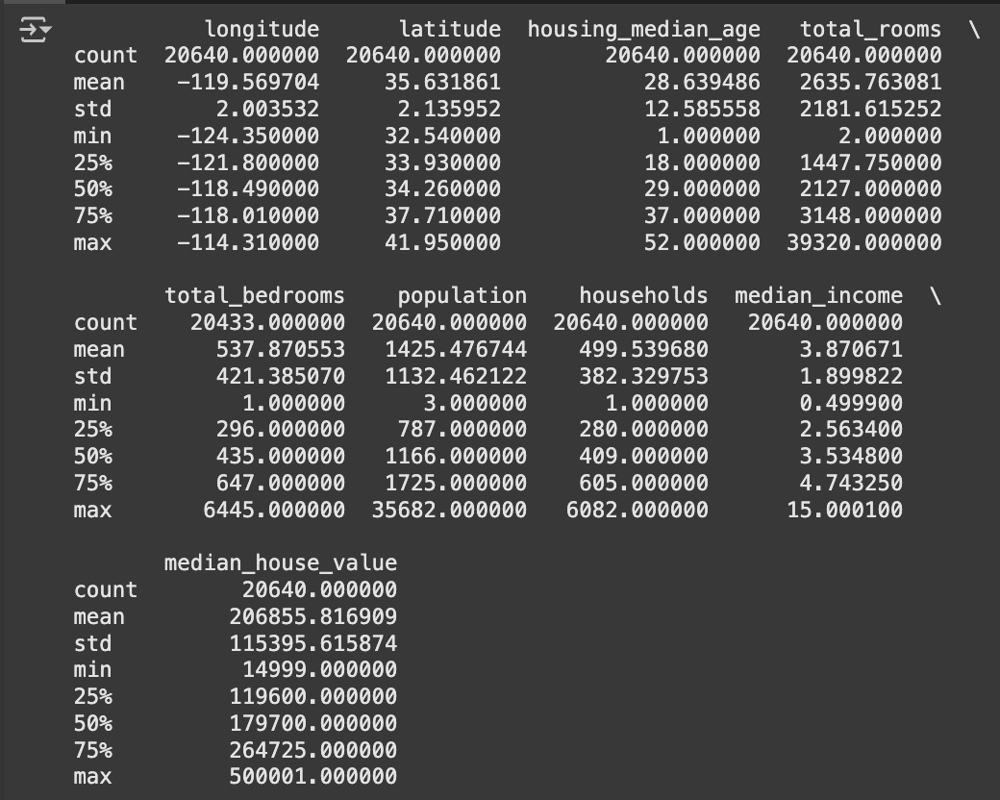 longitude latitude housing_median_age total_rooms \
count 20640.000000 20640.000000 20640.000000 20640.000000
mean -119.569704 35.631861 28.639486 2635.763081
std 2.003532 2.135952 12.585558 2181.615252
min -124.350000 32.540000 1.000000 2.000000
25% -121.800000 33.930000 18.000000 1447.750000
50% -118.490000 34.260000 29.000000 2127.000000
75% -118.010000 37.710000 37.000000 3148.000000
max -114.310000 41.950000 52.000000 39320.000000
total_bedrooms population households median_income \
count 20433.000000 20640.000000 20640.000000 20640.000000
mean 537.870553 1425.476744 499.539680 3.870671
std 421.385070 1132.462122 382.329753 1.899822
min 1.000000 3.000000 1.000000 0.499900
25% 296.000000 787.000000 280.000000 2.563400
50% 435.000000 1166.000000 409.000000 3.534800
75% 647.000000 1725.000000 605.000000 4.743250
max 6445.000000 35682.000000 6082.000000 15.000100
median_house_value
count 20640.000000
mean 206855.816909
std 115395.615874
min 14999.000000
25% 119600.000000
50% 179700.000000
75% 264725.000000
max 500001.000000